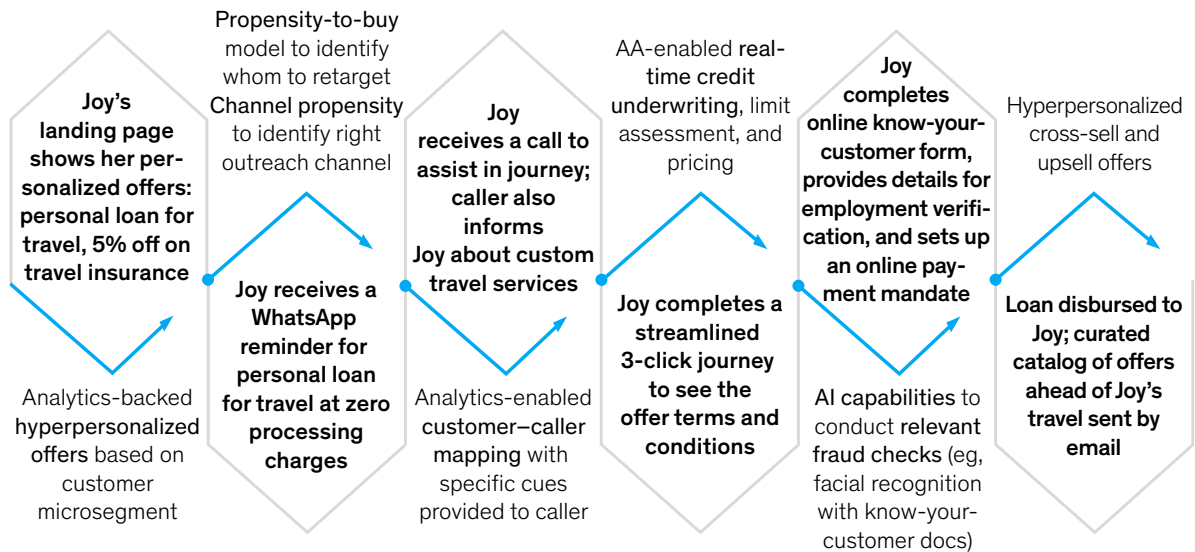 Joy's
landing page
shows her per-
sonalized offers:
personal loan for
travel, 5% off on
travel insurance
Analytics-backed
hyperpersonalized
offers based on
customer
microsegment
Propensity-to-buy
model to identify
whom to retarget
Channel propensity
to identify right
outreach channel
Joy receives a
WhatsApp
reminder for
personal loan
for travel at zero
processing
charges
Joy
receives a call to
assist in journey;
caller also
informs
Joy about custom
travel services
Analytics-enabled
customer–caller
mapping with
specific cues
provided to caller
AA-enabled real-
time credit
underwriting, limit
assessment, and
pricing
Joy completes a
streamlined
3-click journey
to see the
offer terms and
conditions
Joy
completes
online know-your-
customer form,
provides details for
employment verifi-
cation, and sets up
an online pay-
ment mandate
AI capabilities to
conduct relevant
fraud checks (eg,
facial recognition
with know-your-
customer docs)
Hyperpersonalized
cross-sell and
upsell offers
Loan disbursed to
Joy; curated
catalog of offers
ahead of Joy's
travel sent by
email